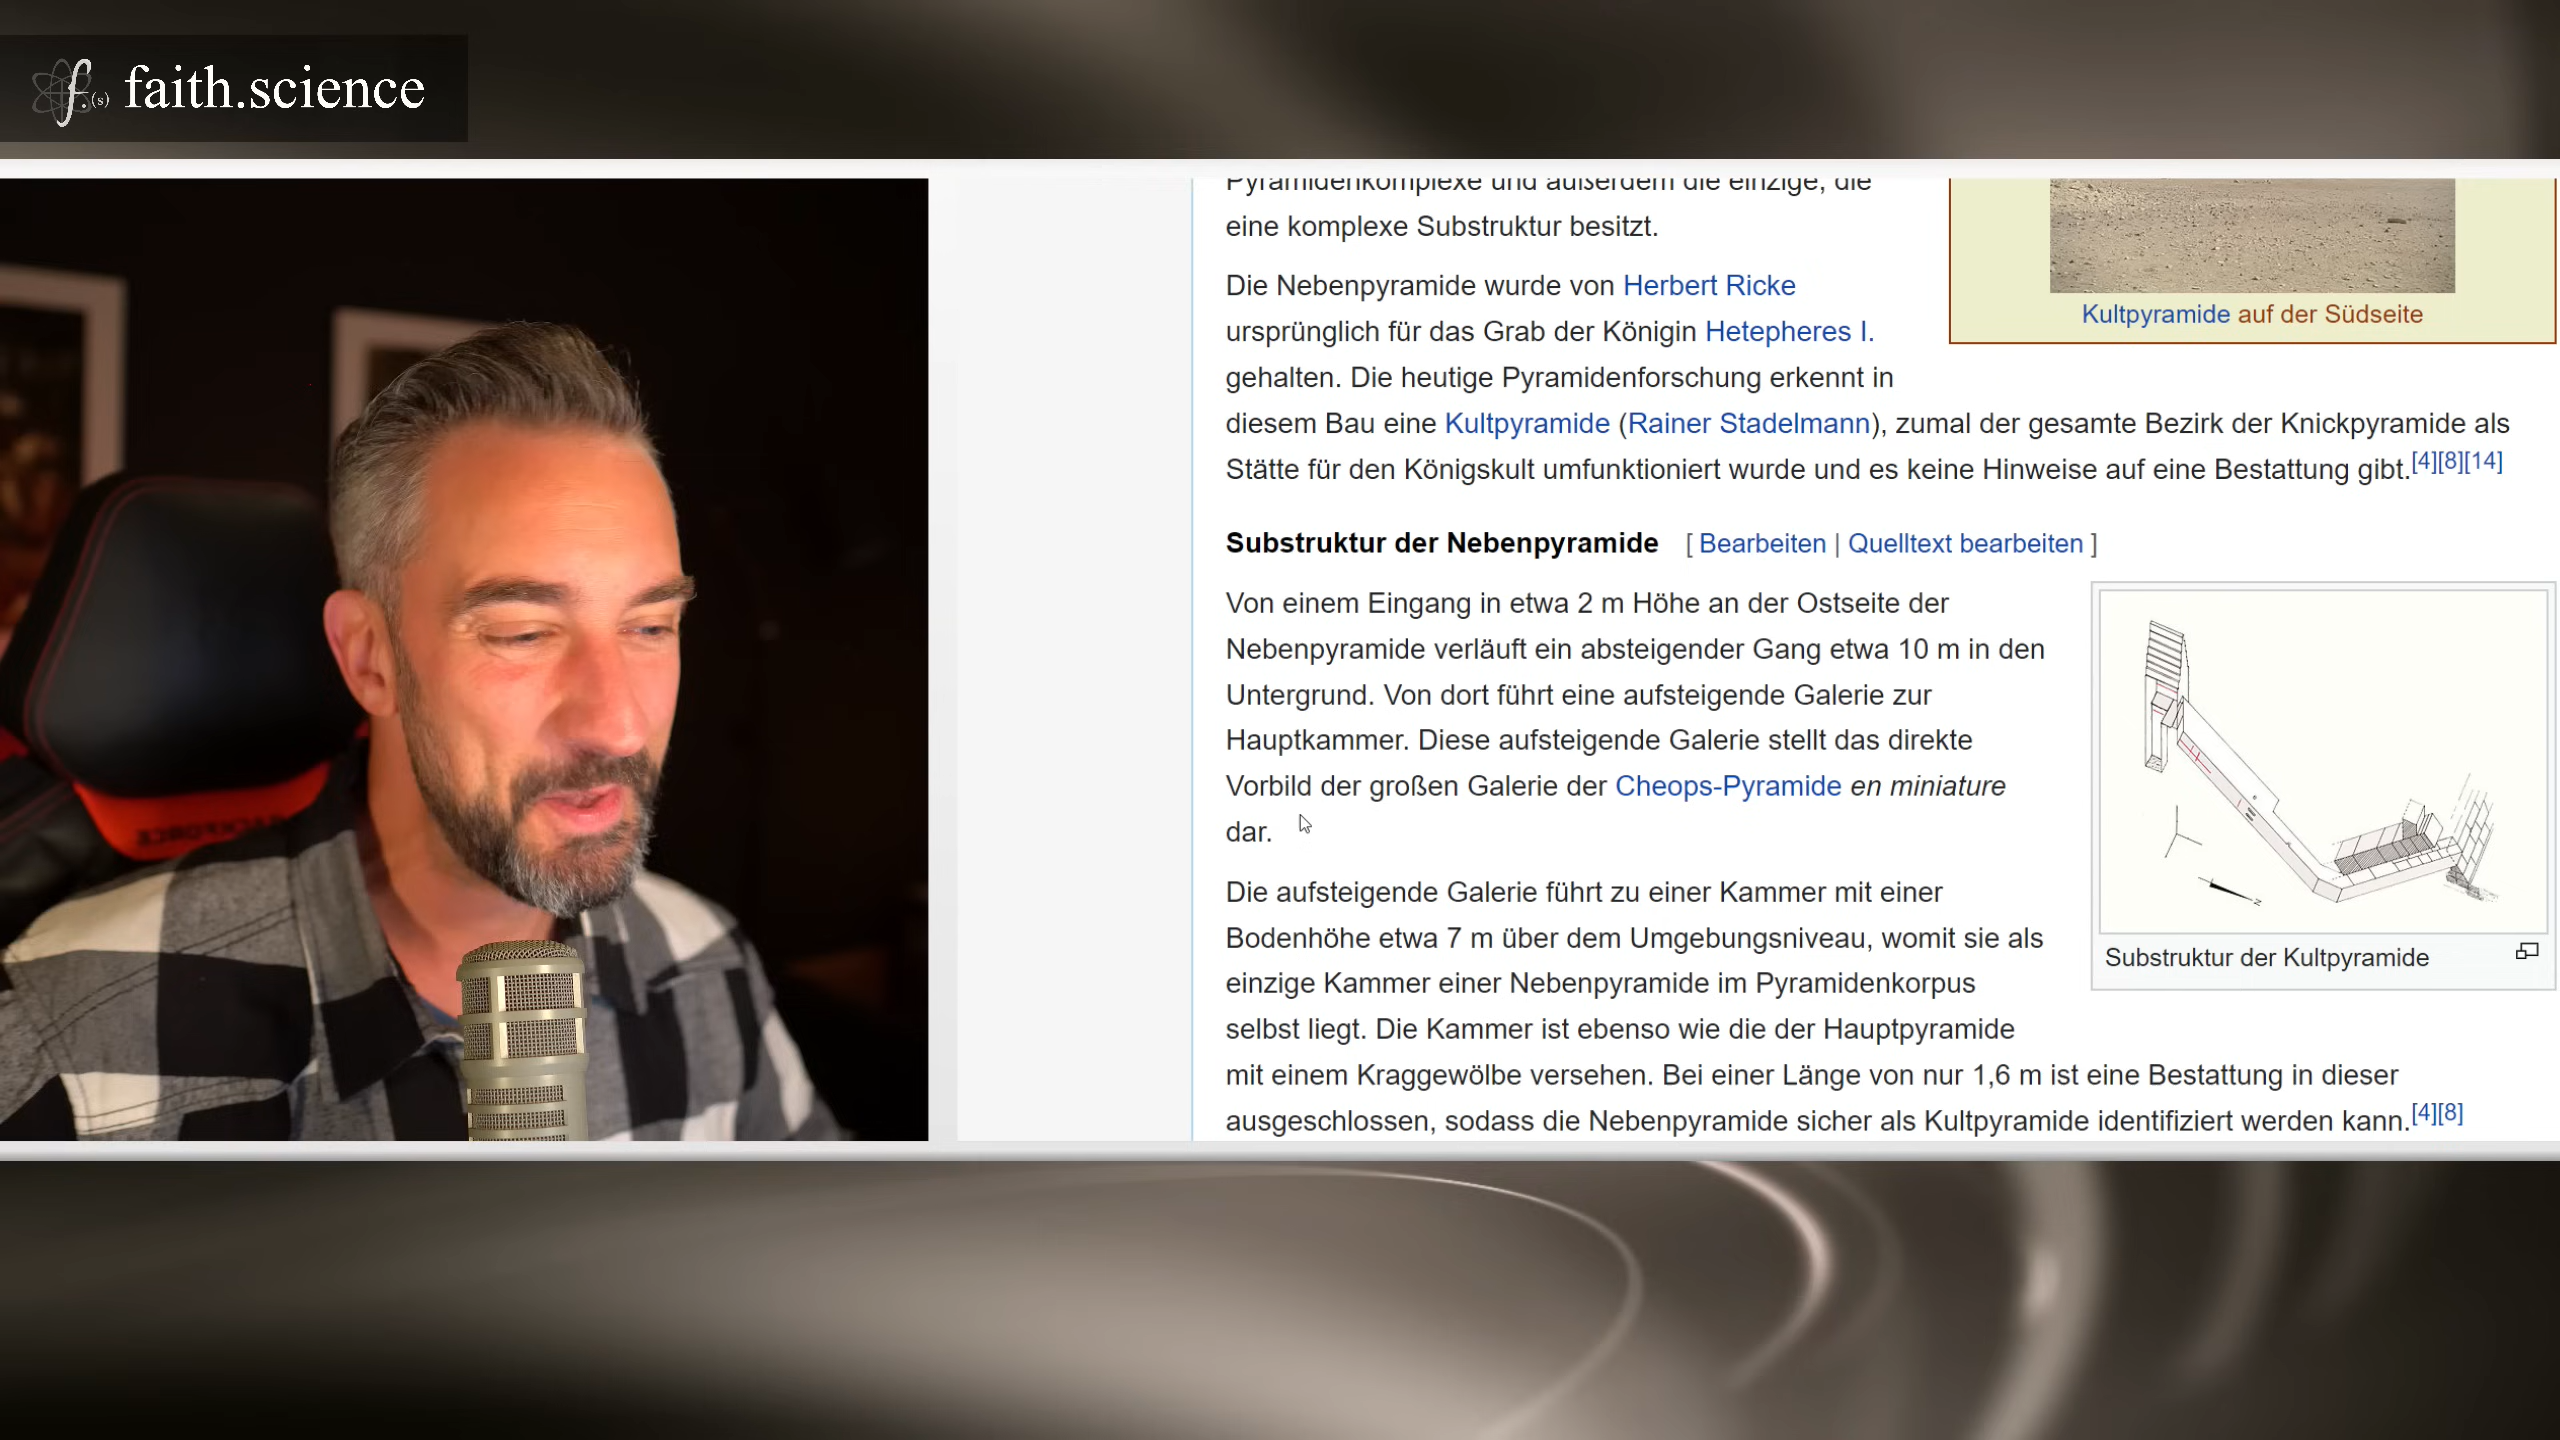 f.(s) faith.science
Pyramidenkomplexe und außerdem die einzige, die
eine komplexe Substruktur besitzt.
Die Nebenpyramide wurde von Herbert Ricke
ursprünglich für das Grab der Königin Hetepheres I.
gehalten. Die heutige Pyramidenforschung erkennt in
diesem Bau eine Kultpyramide (Rainer Stadelmann), zumal der gesamte Bezirk der Knickpyramide als
Stätte für den Königskult umfunktioniert wurde und es keine Hinweise auf eine Bestattung gibt.[4][8][14]
Kultpyramide auf der Südseite
Substruktur der Nebenpyramide [ Bearbeiten | Quelltext bearbeiten ]
Von einem Eingang in etwa 2 m Höhe an der Ostseite der
Nebenpyramide verläuft ein absteigender Gang etwa 10 m in den
Untergrund. Von dort führt eine aufsteigende Galerie zur
Hauptkammer. Diese aufsteigende Galerie stellt das direkte
Vorbild der großen Galerie der Cheops-Pyramide en miniature
dar.
Die aufsteigende Galerie führt zu einer Kammer mit einer
Bodenhöhe etwa 7 m über dem Umgebungsniveau, womit sie als
einzige Kammer einer Nebenpyramide im Pyramidenkorpus
selbst liegt. Die Kammer ist ebenso wie die der Hauptpyramide
mit einem Kraggewölbe versehen. Bei einer Länge von nur 1,6 m ist eine Bestattung in dieser
ausgeschlossen, sodass die Nebenpyramide sicher als Kultpyramide identifiziert werden kann.[4][8]
N
Substruktur der Kultpyramide